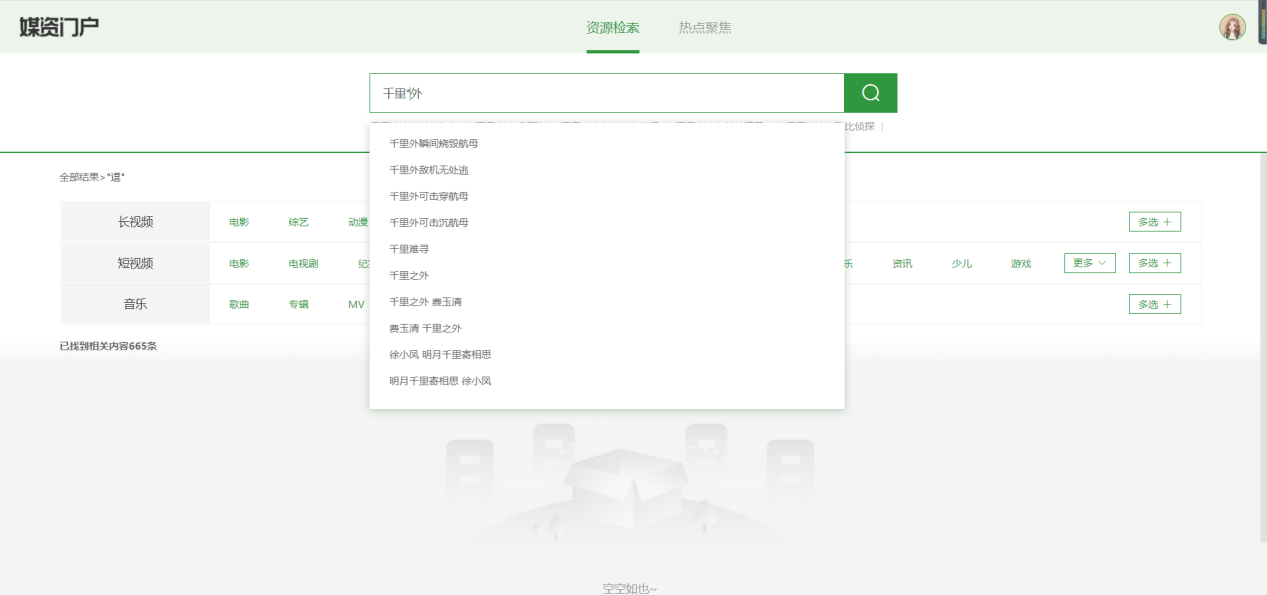 媒资门户
资源检索 热点聚焦
千里*外
比侦探 |
千里外瞬间烧毁航母
千里外敌机无处逃
千里外可击穿航母
千里外可击沉航母
千里难寻
千里之外
千里之外 费玉清
费玉清 千里之外
徐小凤 明月千里寄相思
明月千里寄相思 徐小凤
全部结果>"逗"
长视频 电影 综艺 动漫 多选 +
短视频 电影 电视剧 乐 资讯 少儿 游戏 更多 多选 +
音乐 歌曲 专辑 MV 多选 +
已找到相关内容665条
空空如也~